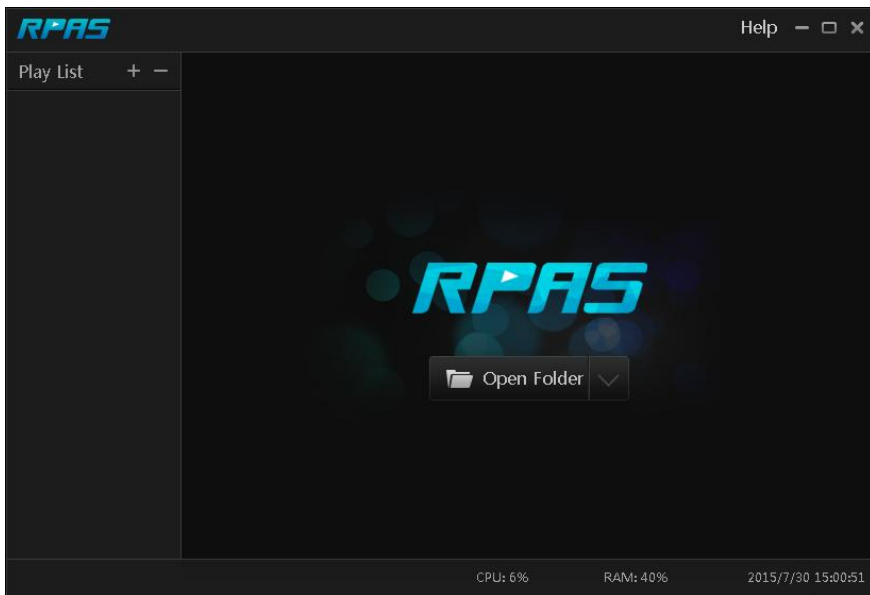 RPAS Help
Play List + −
RPAS
Open Folder
CPU: 6% RAM: 40% 2015/7/30 15:00:51